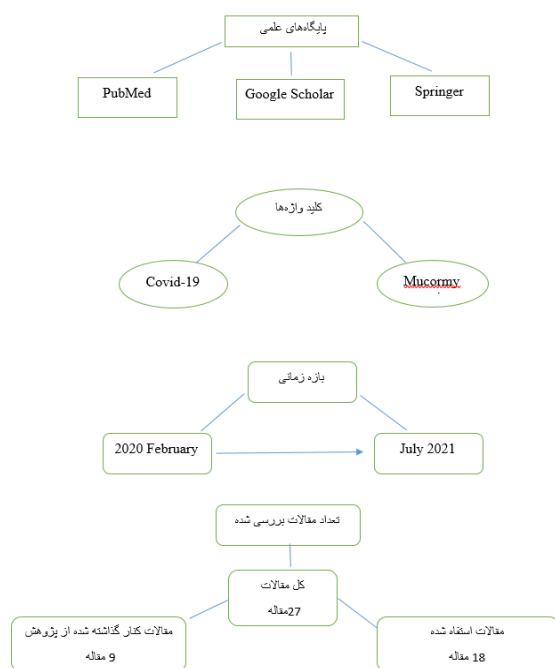 پایگاه‌های علمی
PubMed
Google Scholar
Springer
کلید واژه‌ها
Covid-19
Mucormy
بازه زمانی
2020 February
July 2021
تعداد مقالات بررسی شده
کل مقالات
27مقاله
مقالات کنار گذاشته شده از پژوهش
9 مقاله
مقالات استفاه شده
18 مقاله